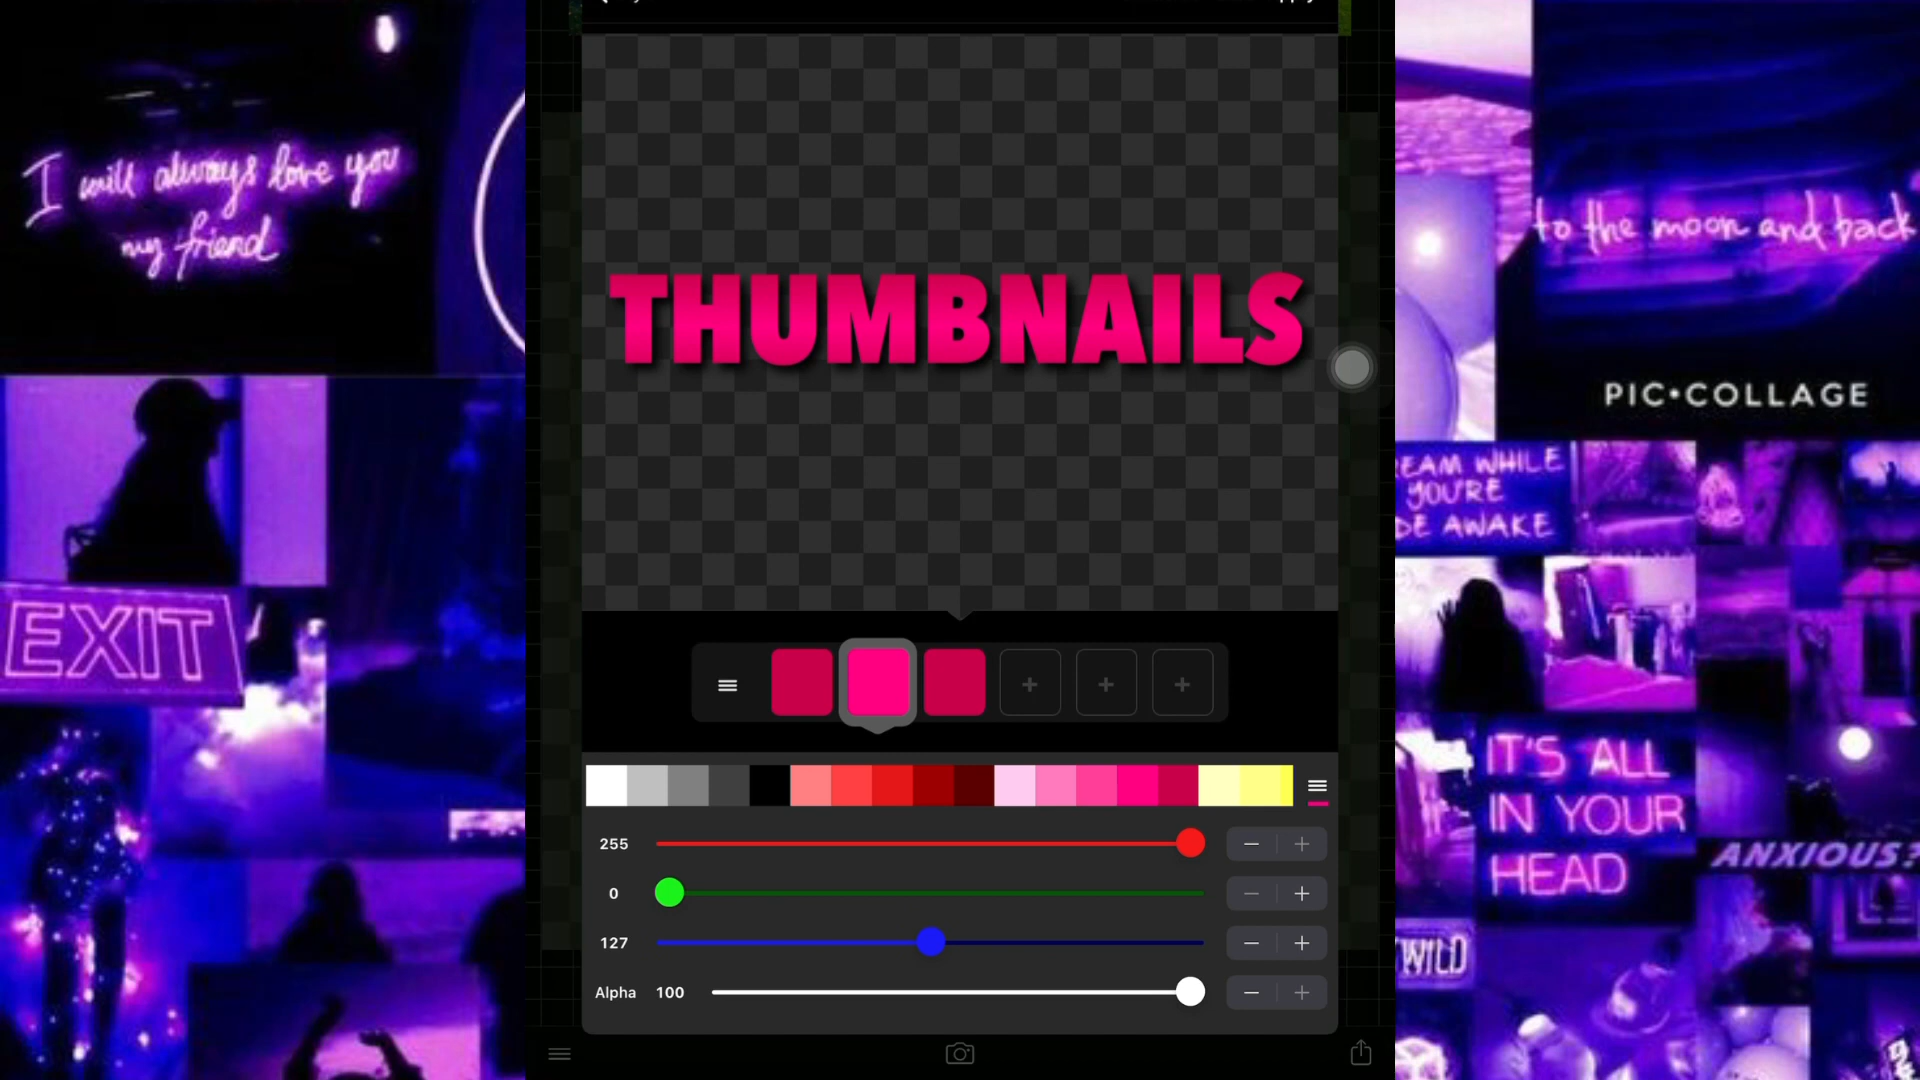 I will always love you
my friend
EXIT
THUMBNAILS
255
0
127
Alpha 100
to the moon and back
PIC•COLLAGE
EAM WHILE
YOU'RE
DE AWAKE
IT'S ALL
IN YOUR
HEAD
ANXIOUS?
WILD